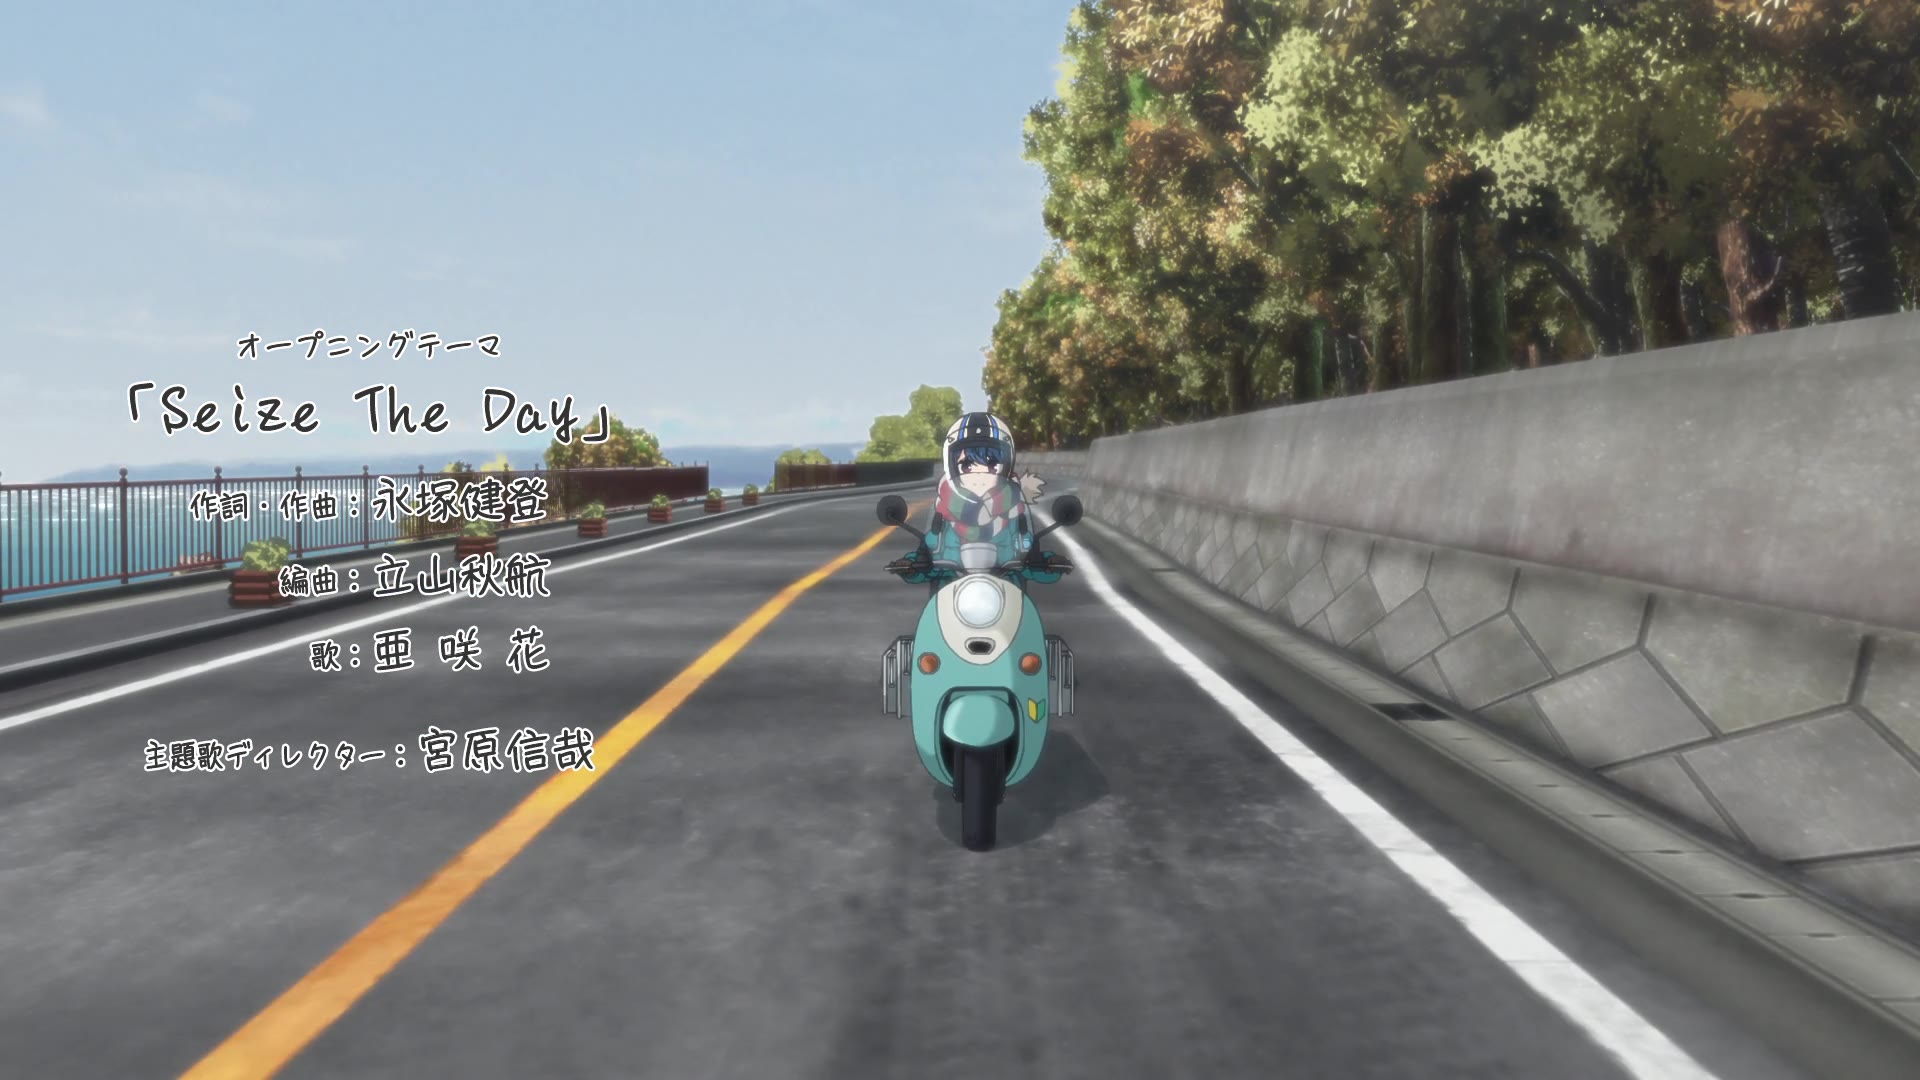 オープニングテーマ
「Seize The Day」
作詞・作曲：永塚健登
編曲：立山秋航
歌：亜咲花
主題歌ディレクター：宮原信哉